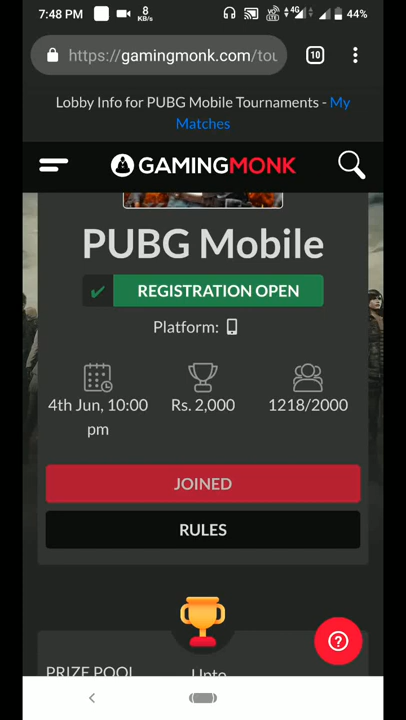 7:48 PM 8 KB/s VoLTE 4G 44%
https://gamingmonk.com/tou 10
Lobby Info for PUBG Mobile Tournaments - My
Matches
GAMINGMONK
PUBG Mobile
REGISTRATION OPEN
Platform:
4th Jun, 10:00 pm
Rs. 2,000
1218/2000
JOINED
RULES
PRIZE POOL
Upto